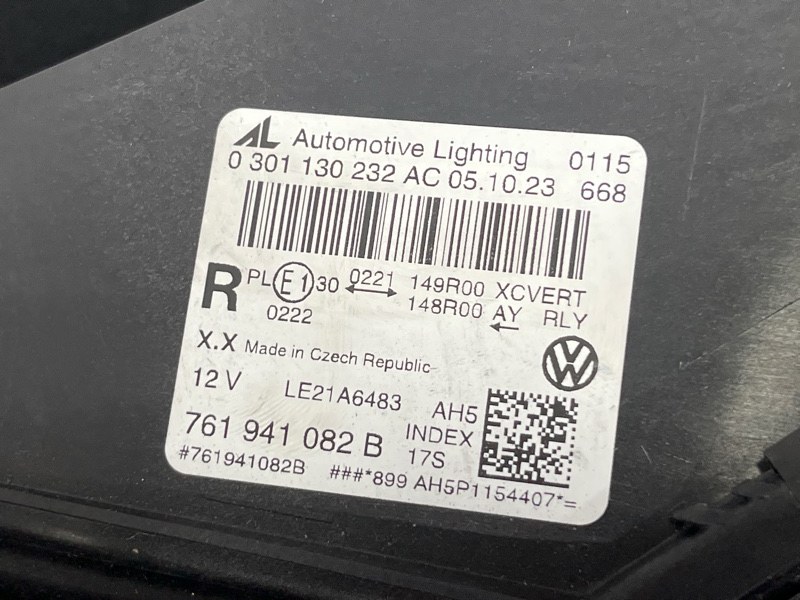 AL Automotive Lighting 0115
0 301 130 232 AC 05.10.23 668
R PL E1 30 0221 149R00 XCVERT
0222 148R00 AY RLY
X.X Made in Czech Republic
12 V LE21A6483 AH5
761 941 082 B INDEX
17S
#761941082B ###*899 AH5P1154407*=